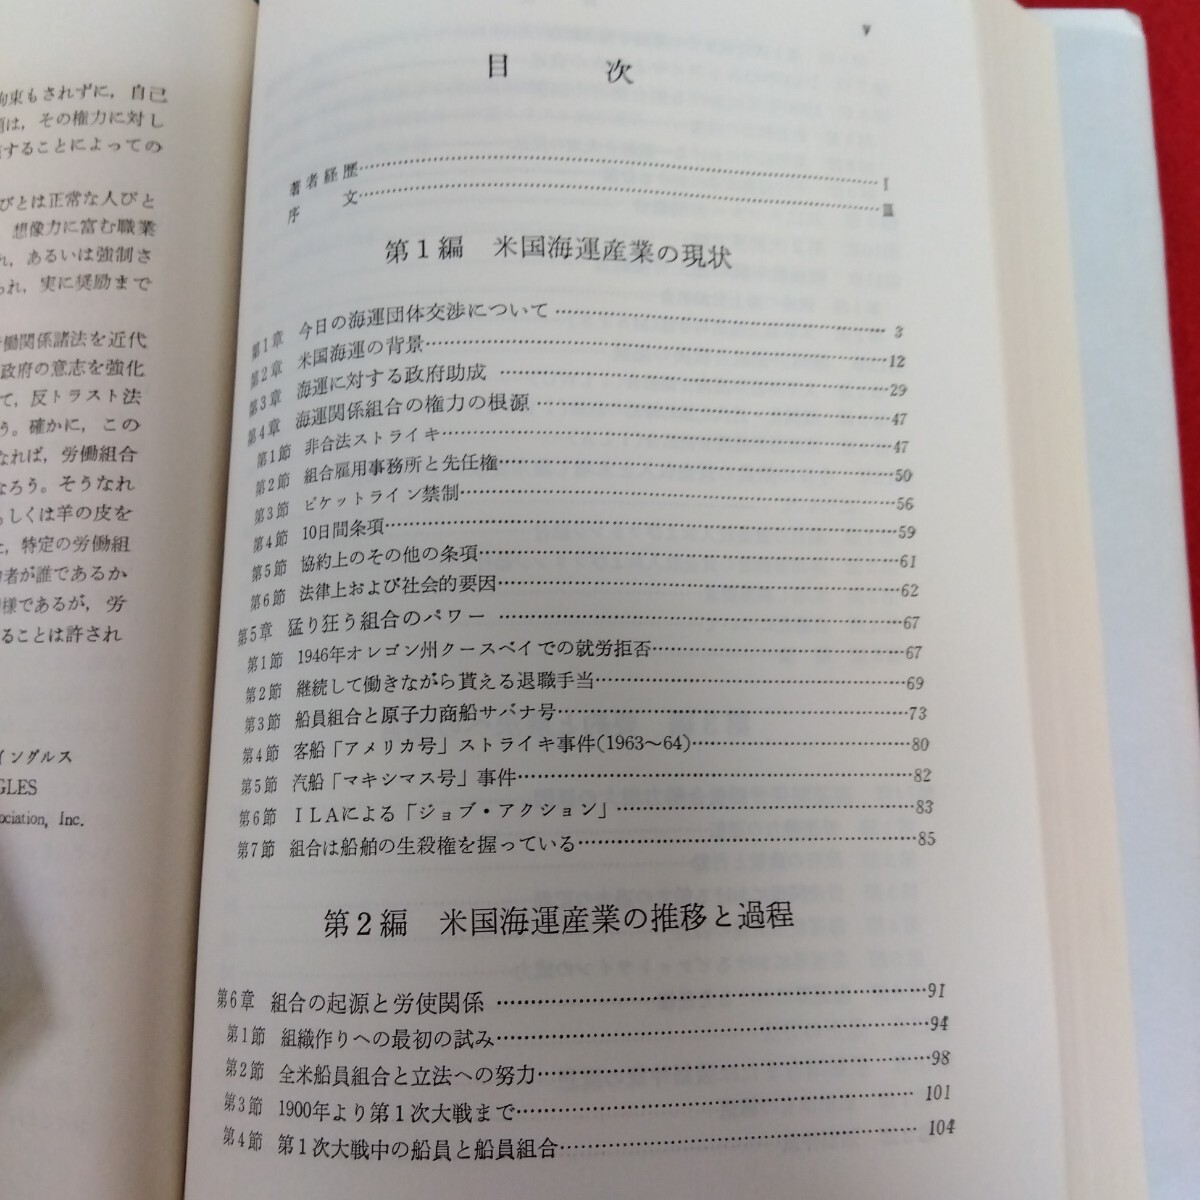 束もされずに，自己
は，その権力に対し
することによっての
びとは正常な人びと
想像力に富む職業
れ，あるいは強制さ
られ，実に奨励まで
働関係諸法を近代
政府の意志を強化
て，反トラスト法
う。確かに，この
なれば，労働組合
なろう。そうなれ
しくは羊の皮を
特定の労働組
者が誰であるか
様であるが，労
ることは許され
イングルス
GLES
ociation, Inc.
V
目 次
著者経歴…………I
序 文…………III
第1編 米国海運産業の現状
第1章 今日の海運団体交渉について…………3
第2章 米国海運の背景…………12
第3章 海運に対する政府助成…………29
第4章 海運関係組合の権力の根源…………47
第1節 非合法ストライキ…………47
第2節 組合雇用事務所と先任権…………50
第3節 ピケットライン禁制…………56
第4節 10日間条項…………59
第5節 協約上のその他の条項…………61
第6節 法律上および社会的要因…………62
第5章 猛り狂う組合のパワー…………67
第1節 1946年オレゴン州クースベイでの就労拒否…………67
第2節 継続して働きながら貰える退職手当…………69
第3節 船員組合と原子力商船サバナ号…………73
第4節 客船「アメリカ号」ストライキ事件(1963〜64)…………80
第5節 汽船「マキシマス号」事件…………82
第6節 ILAによる「ジョブ・アクション」…………83
第7節 組合は船舶の生殺権を握っている…………85
第2編 米国海運産業の推移と過程
第6章 組合の起源と労使関係…………91
第1節 組織作りへの最初の試み…………94
第2節 全米船員組合と立法への努力…………98
第3節 1900年より第1次大戦まで…………101
第4節 第1次大戦中の船員と船員組合…………104